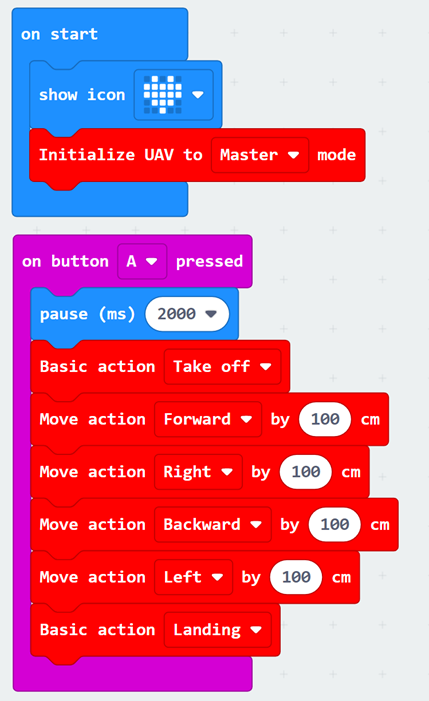 on start
show icon
Initialize UAV to Master mode
on button A pressed
pause (ms) 2000
Basic action Take off
Move action Forward by 100 cm
Move action Right by 100 cm
Move action Backward by 100 cm
Move action Left by 100 cm
Basic action Landing